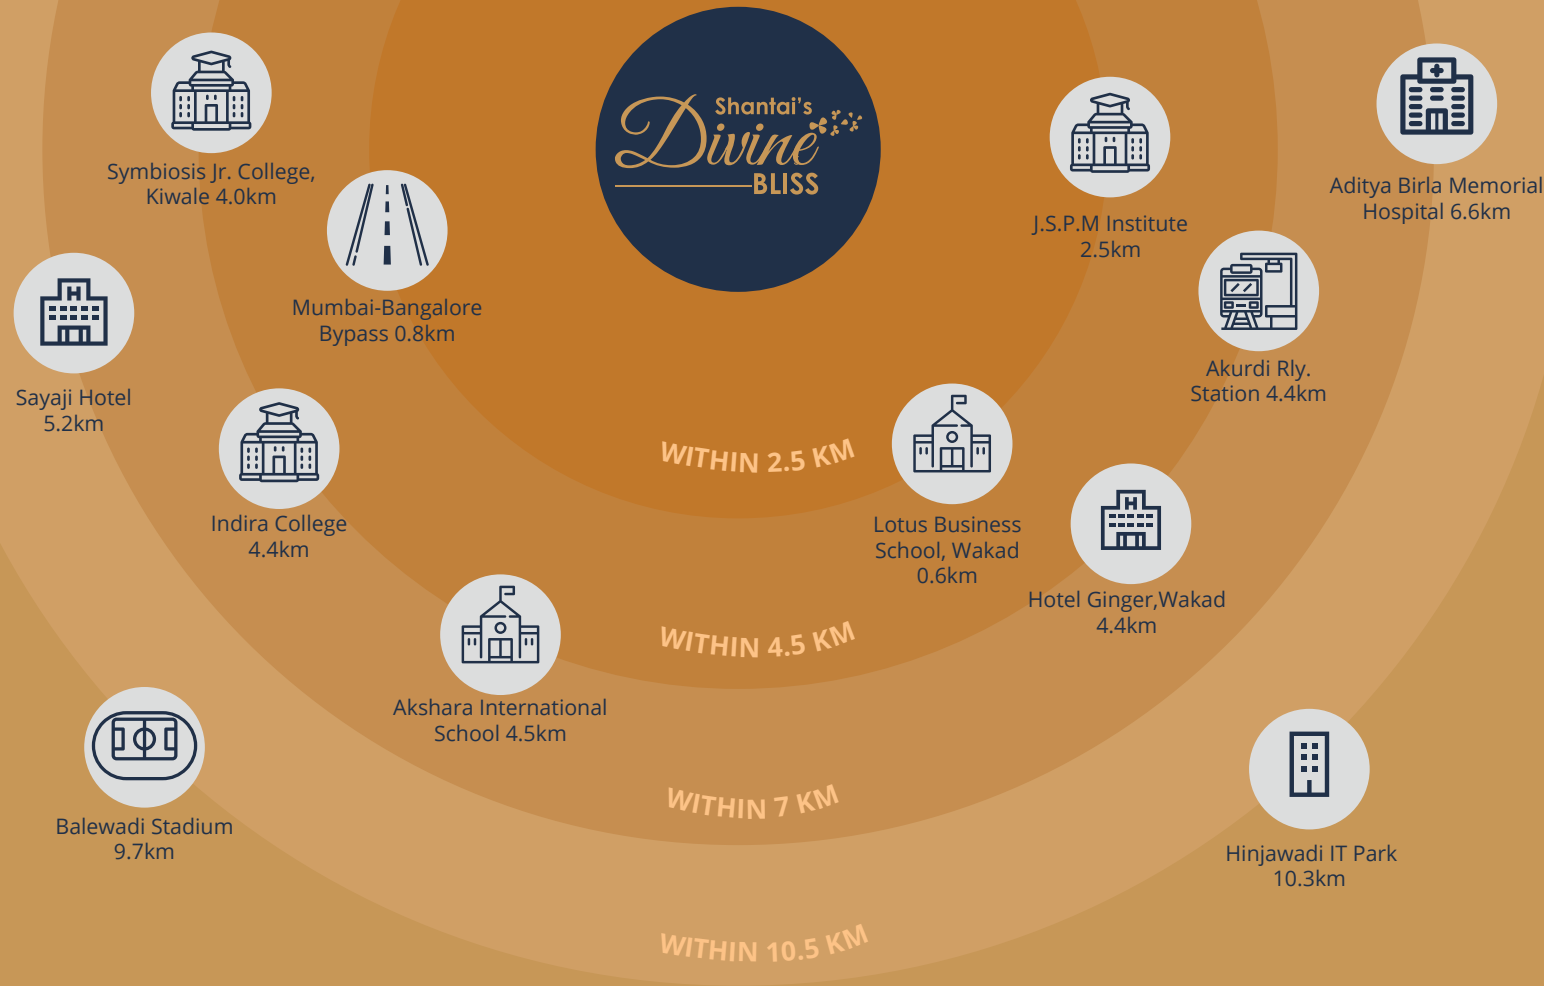 Shantai's
Divine
BLISS
Symbiosis Jr. College,
Kiwale 4.0km
Mumbai-Bangalore
Bypass 0.8km
J.S.P.M Institute
2.5km
Aditya Birla Memorial
Hospital 6.6km
Akurdi Rly.
Station 4.4km
Sayaji Hotel
5.2km
Indira College
4.4km
WITHIN 2.5 KM
Lotus Business
School, Wakad
0.6km
Hotel Ginger,Wakad
4.4km
WITHIN 4.5 KM
Akshara International
School 4.5km
WITHIN 7 KM
Balewadi Stadium
9.7km
Hinjawadi IT Park
10.3km
WITHIN 10.5 KM